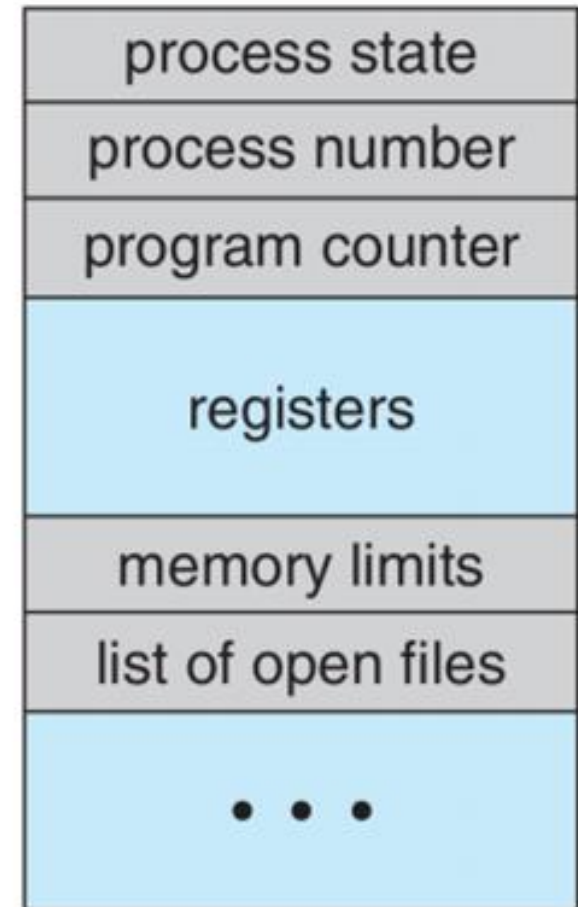 process state
process number
program counter
registers
memory limits
list of open files
• • •